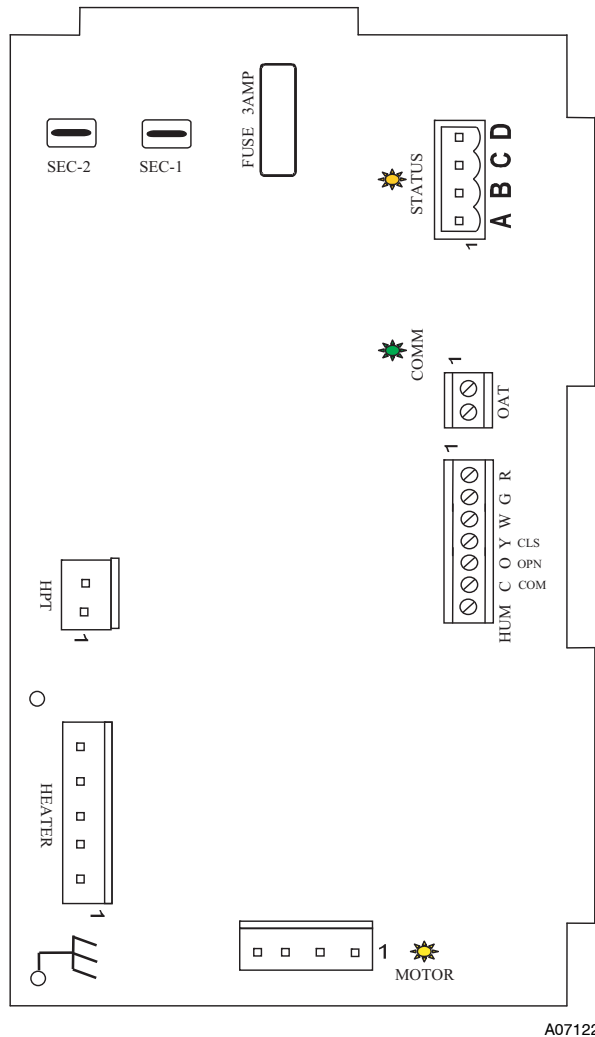 SEC-2
SEC-1
FUSE 3AMP
STATUS
A B C D
1
COMM
1
OAT
1
HUM C O Y W G R
CLS
OPN
COM
HPT
1
HEATER
1
1
MOTOR
A07122